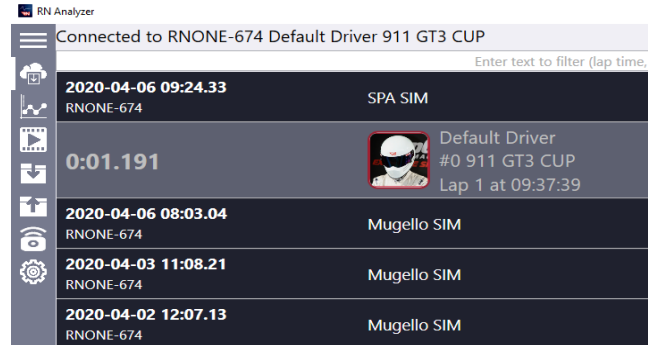 RN Analyzer
Connected to RNONE-674 Default Driver 911 GT3 CUP
Enter text to filter (lap time,
2020-04-06 09:24.33
RNONE-674
SPA SIM
0:01.191
Default Driver
#0 911 GT3 CUP
Lap 1 at 09:37:39
2020-04-06 08:03.04
RNONE-674
Mugello SIM
2020-04-03 11:08.21
RNONE-674
Mugello SIM
2020-04-02 12:07.13
RNONE-674
Mugello SIM